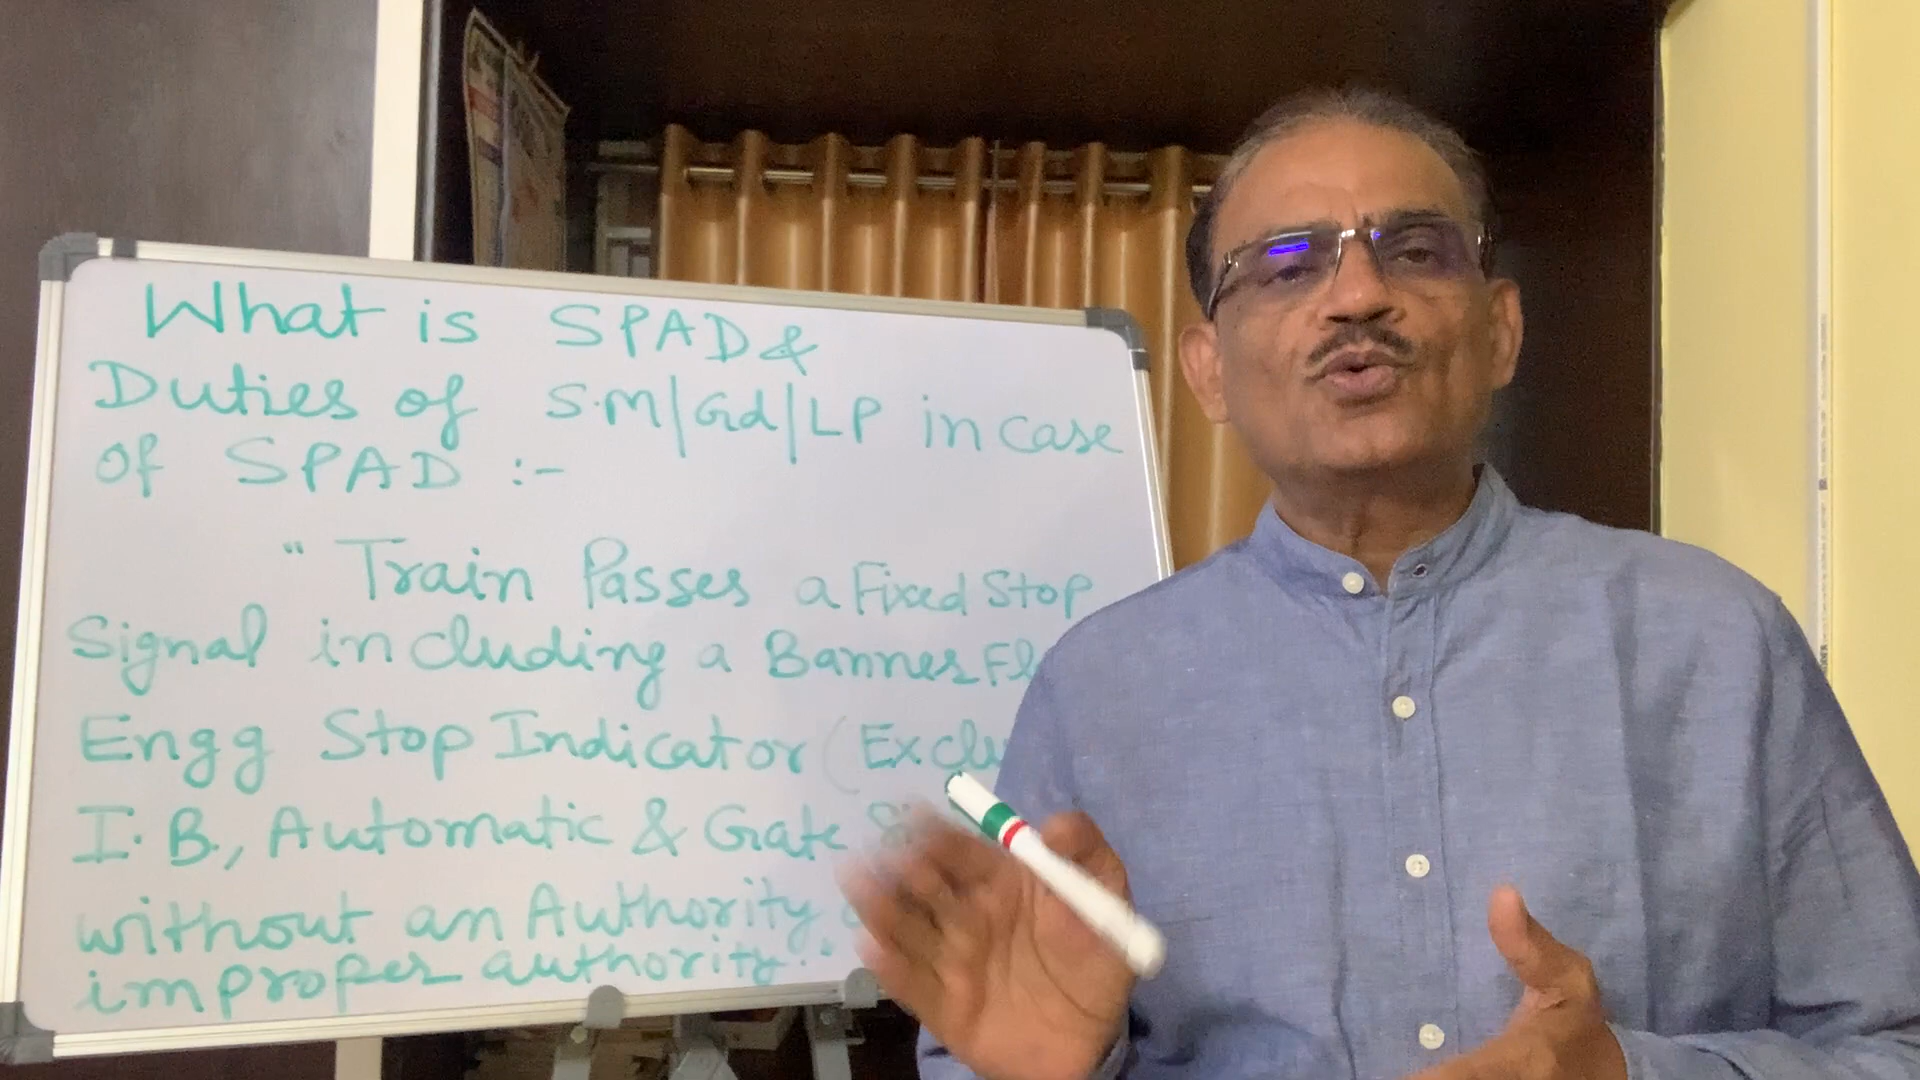 What is SPAD &
Duties of S.M/Gd/LP in case
of SPAD :-
" Train Passes a Fixed Stop
Signal including a Banner
Engg Stop Indicator (
I.B., Automatic & Gate
without an Authority
improper authority."